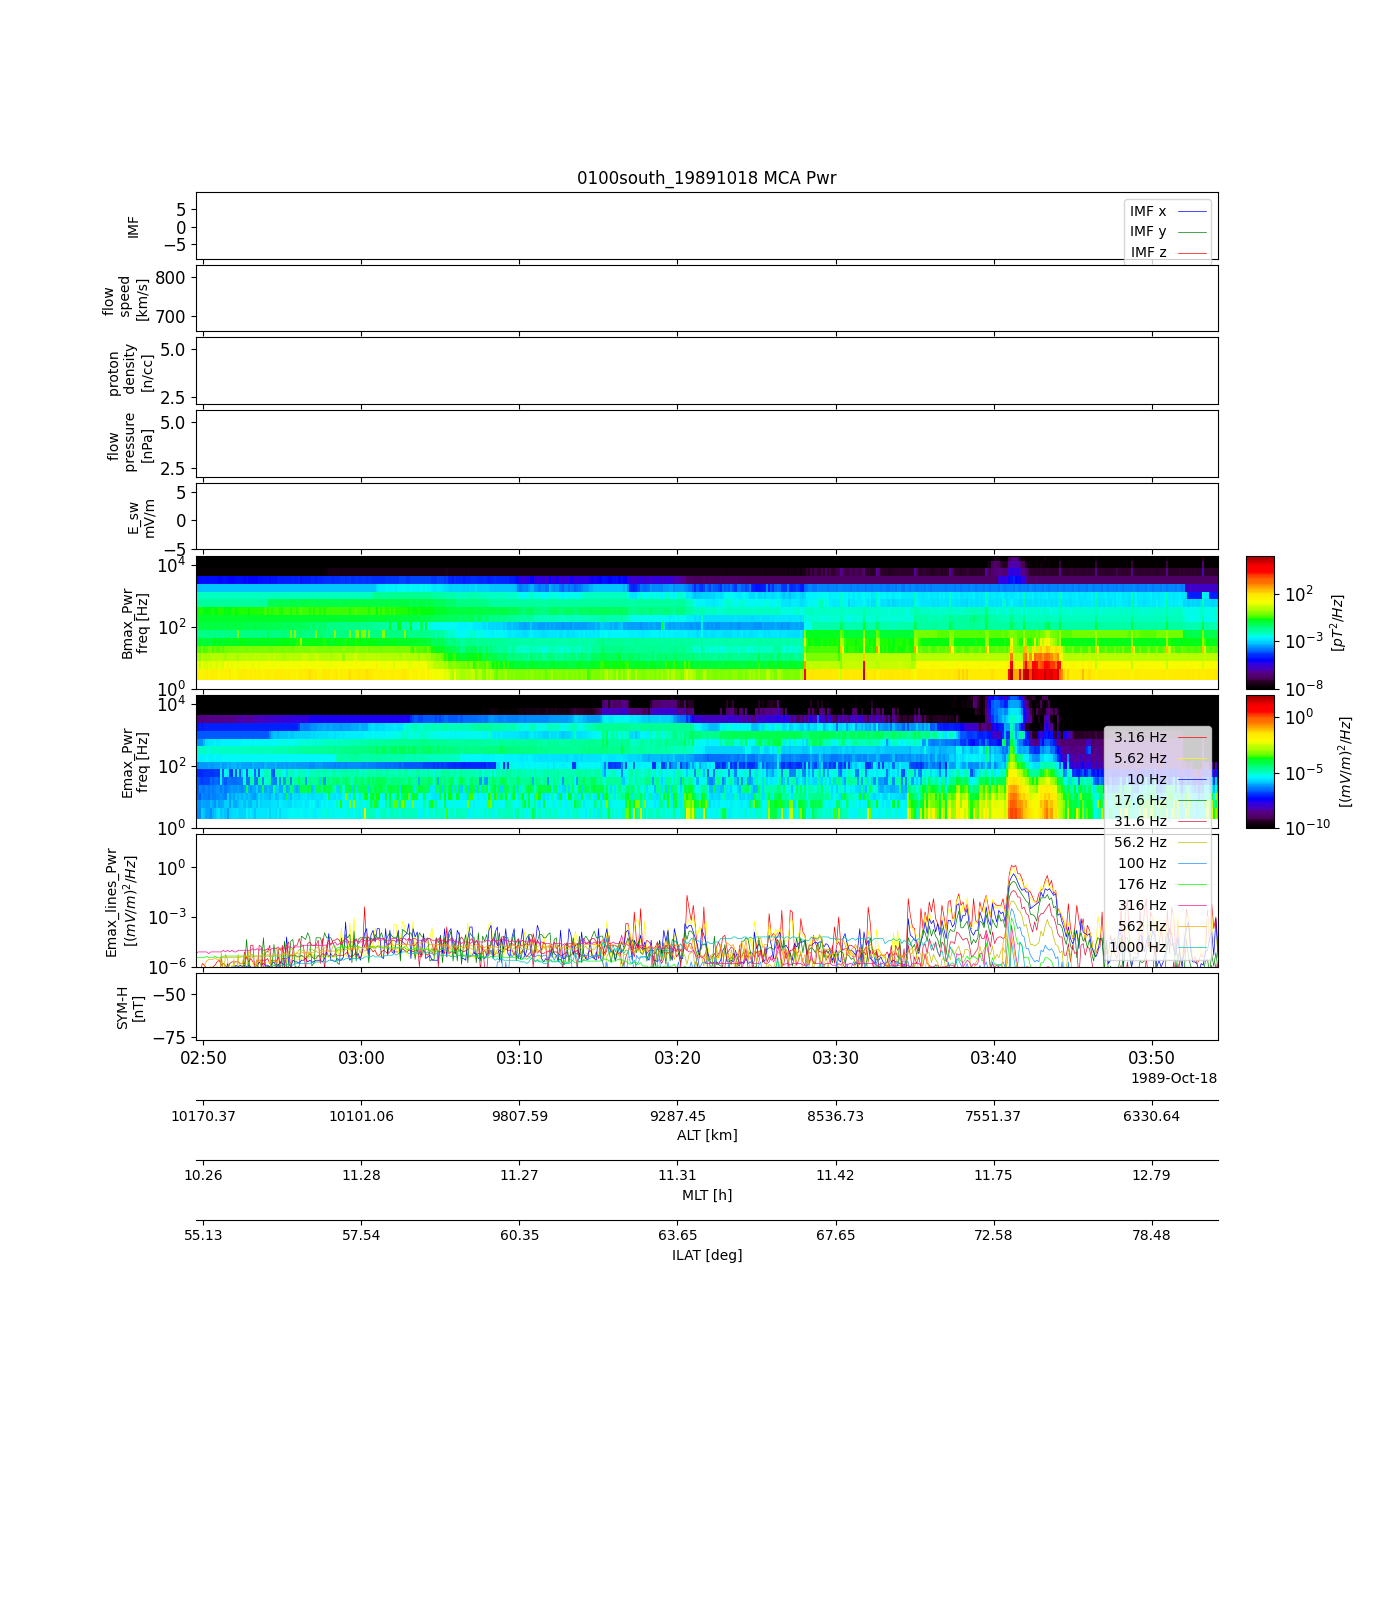 0100south_19891018 MCA Pwr
IMF
5
0
−5
IMF x
IMF y
IMF z
flow
speed
[km/s]
800
700
proton
density
[n/cc]
5.0
2.5
flow
pressure
[nPa]
5.0
2.5
E_sw
mV/m
5
0
−5
Bmax_Pwr
freq [Hz]
10^4
10^2
10^0
10^2
10^−3
10^−8
[pT^2/Hz]
Emax_Pwr
freq [Hz]
10^4
10^2
10^0
10^0
10^−5
10^−10
[(mV/m)^2/Hz]
3.16 Hz
5.62 Hz
10 Hz
17.6 Hz
31.6 Hz
56.2 Hz
100 Hz
176 Hz
316 Hz
562 Hz
1000 Hz
Emax_lines_Pwr
[(mV/m)^2/Hz]
10^0
10^−3
10^−6
SYM-H
[nT]
−50
−75
02:50 03:00 03:10 03:20 03:30 03:40 03:50
1989-Oct-18
10170.37 10101.06 9807.59 9287.45 8536.73 7551.37 6330.64
ALT [km]
10.26 11.28 11.27 11.31 11.42 11.75 12.79
MLT [h]
55.13 57.54 60.35 63.65 67.65 72.58 78.48
ILAT [deg]